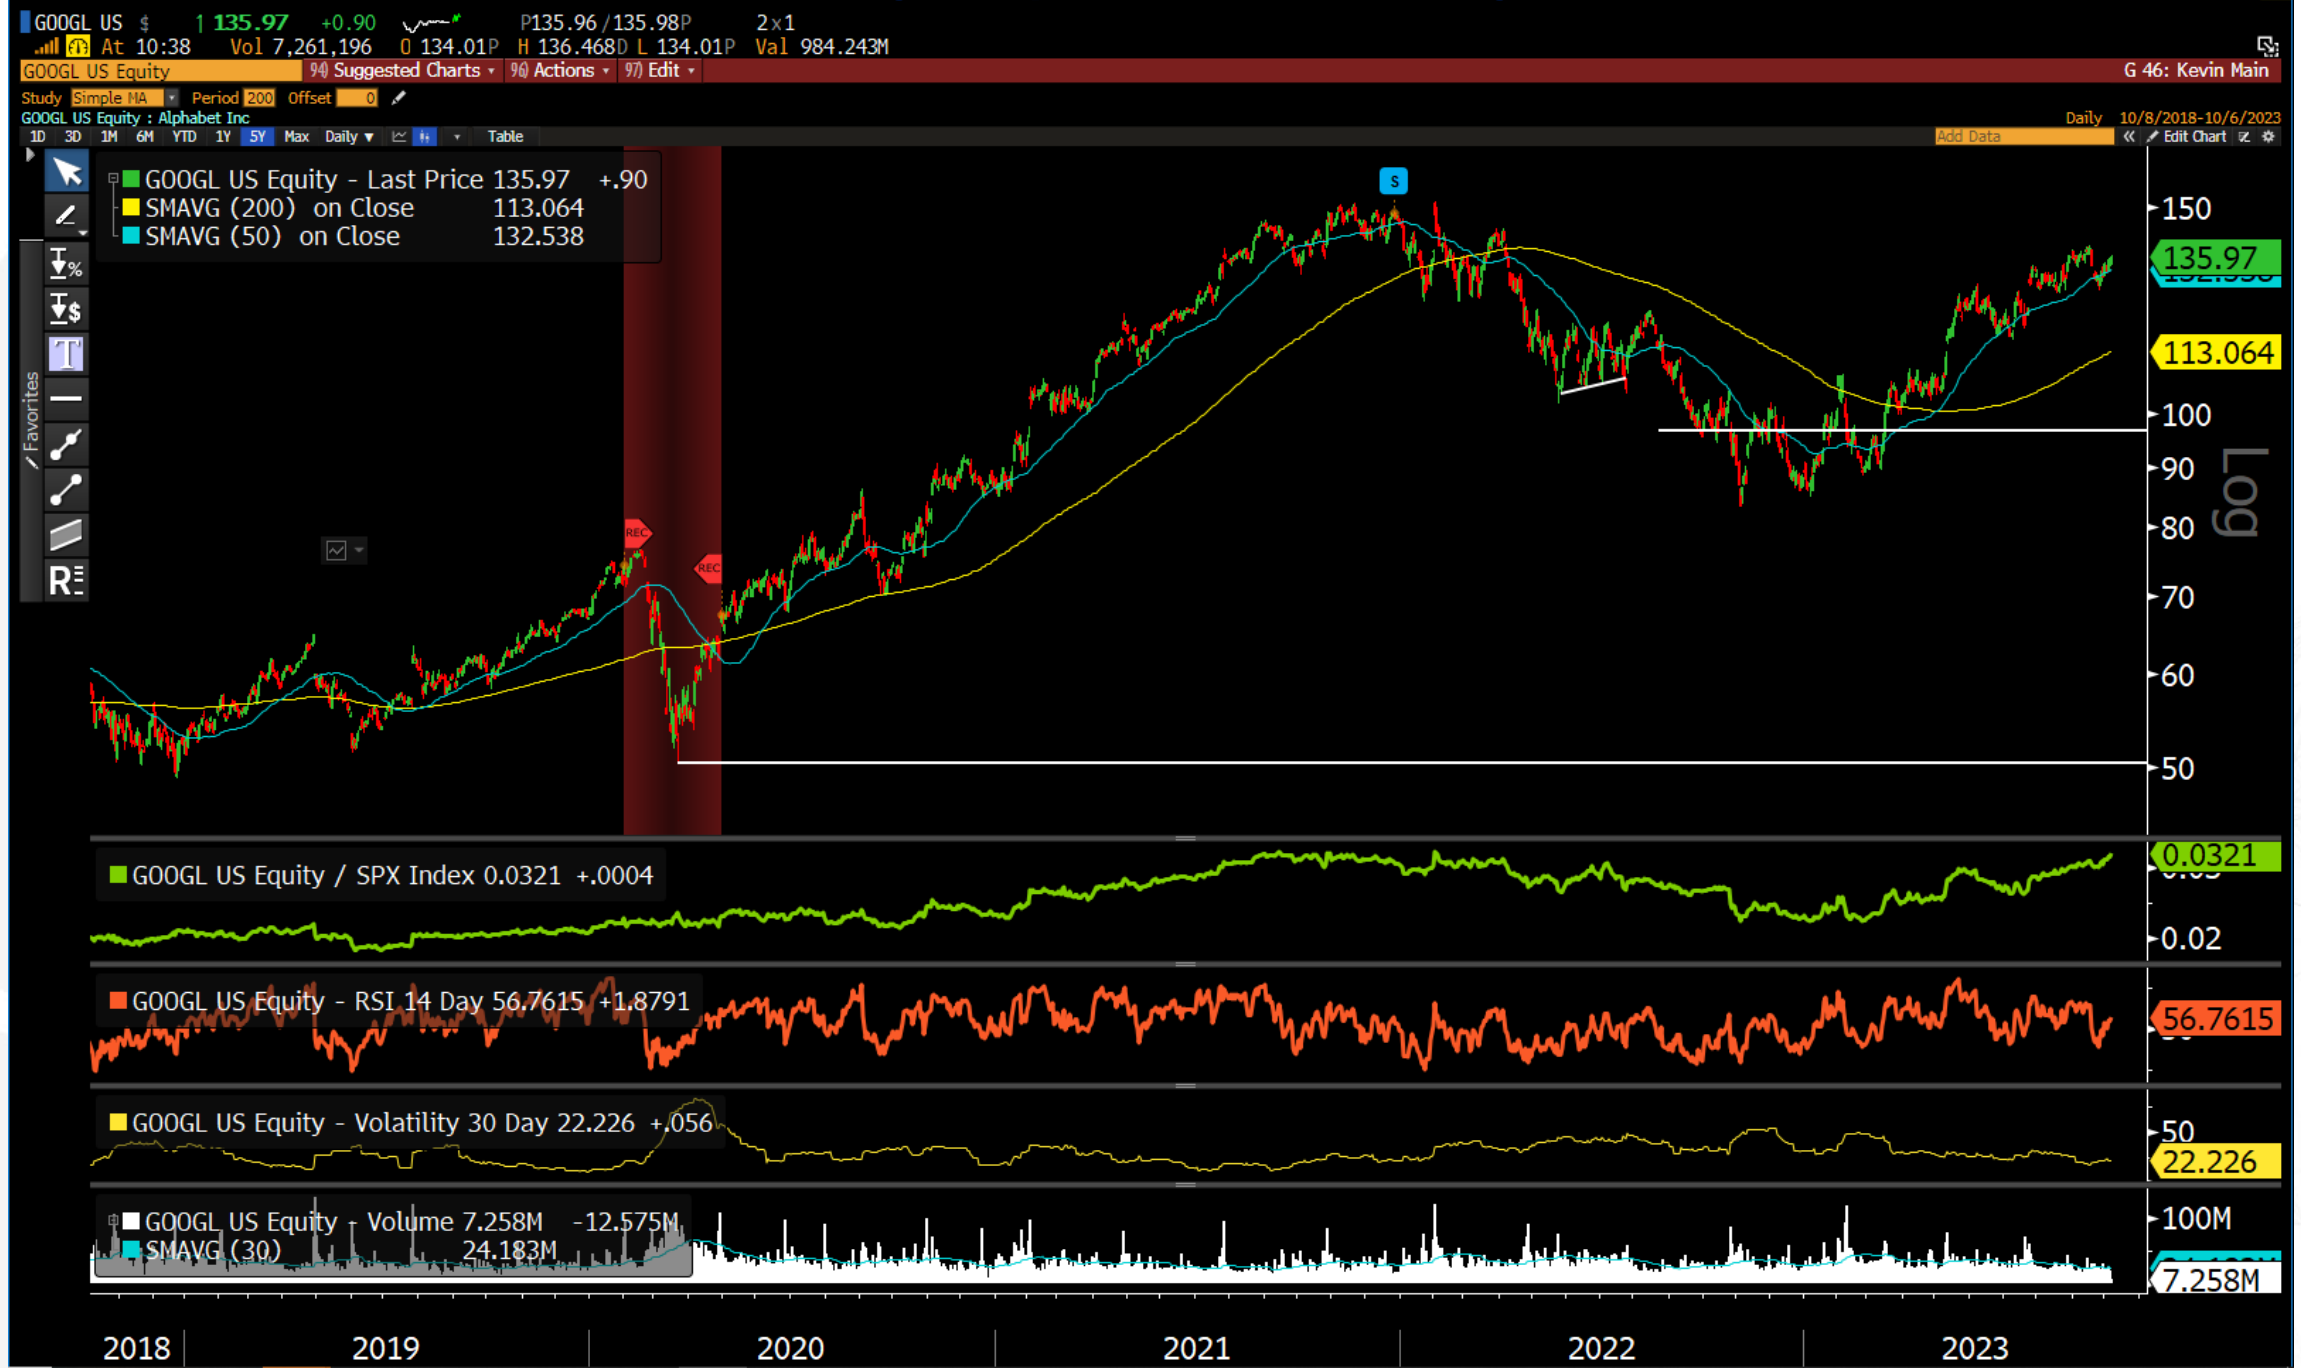 GOOGL US $ ↑ 135.97 +0.90 P135.96 / 135.98P 2 x 1
At 10:38 Vol 7,261,196 O 134.01P H 136.468D L 134.01P Val 984.243M
GOOGL US Equity 94) Suggested Charts 96) Actions 97) Edit G 46: Kevin Main
Study Simple MA Period 200 Offset 0
GOOGL US Equity : Alphabet Inc Daily 10/8/2018-10/6/2023
1D 3D 1M 6M YTD 1Y 5Y Max Daily ▼ Table Add Data « Edit Chart
GOOGL US Equity - Last Price 135.97 +.90
SMAVG (200) on Close 113.064
SMAVG (50) on Close 132.538
S
%
$
T
Favorites
R
REC
REC
150
135.97
113.064
100
90
80
70
60
50
Log
GOOGL US Equity / SPX Index 0.0321 +.0004
0.0321
0.02
GOOGL US Equity - RSI 14 Day 56.7615 +1.8791
56.7615
GOOGL US Equity - Volatility 30 Day 22.226 +.056
50
22.226
GOOGL US Equity - Volume 7.258M -12.575M
SMAVG (30) 24.183M
100M
7.258M
2018 2019 2020 2021 2022 2023